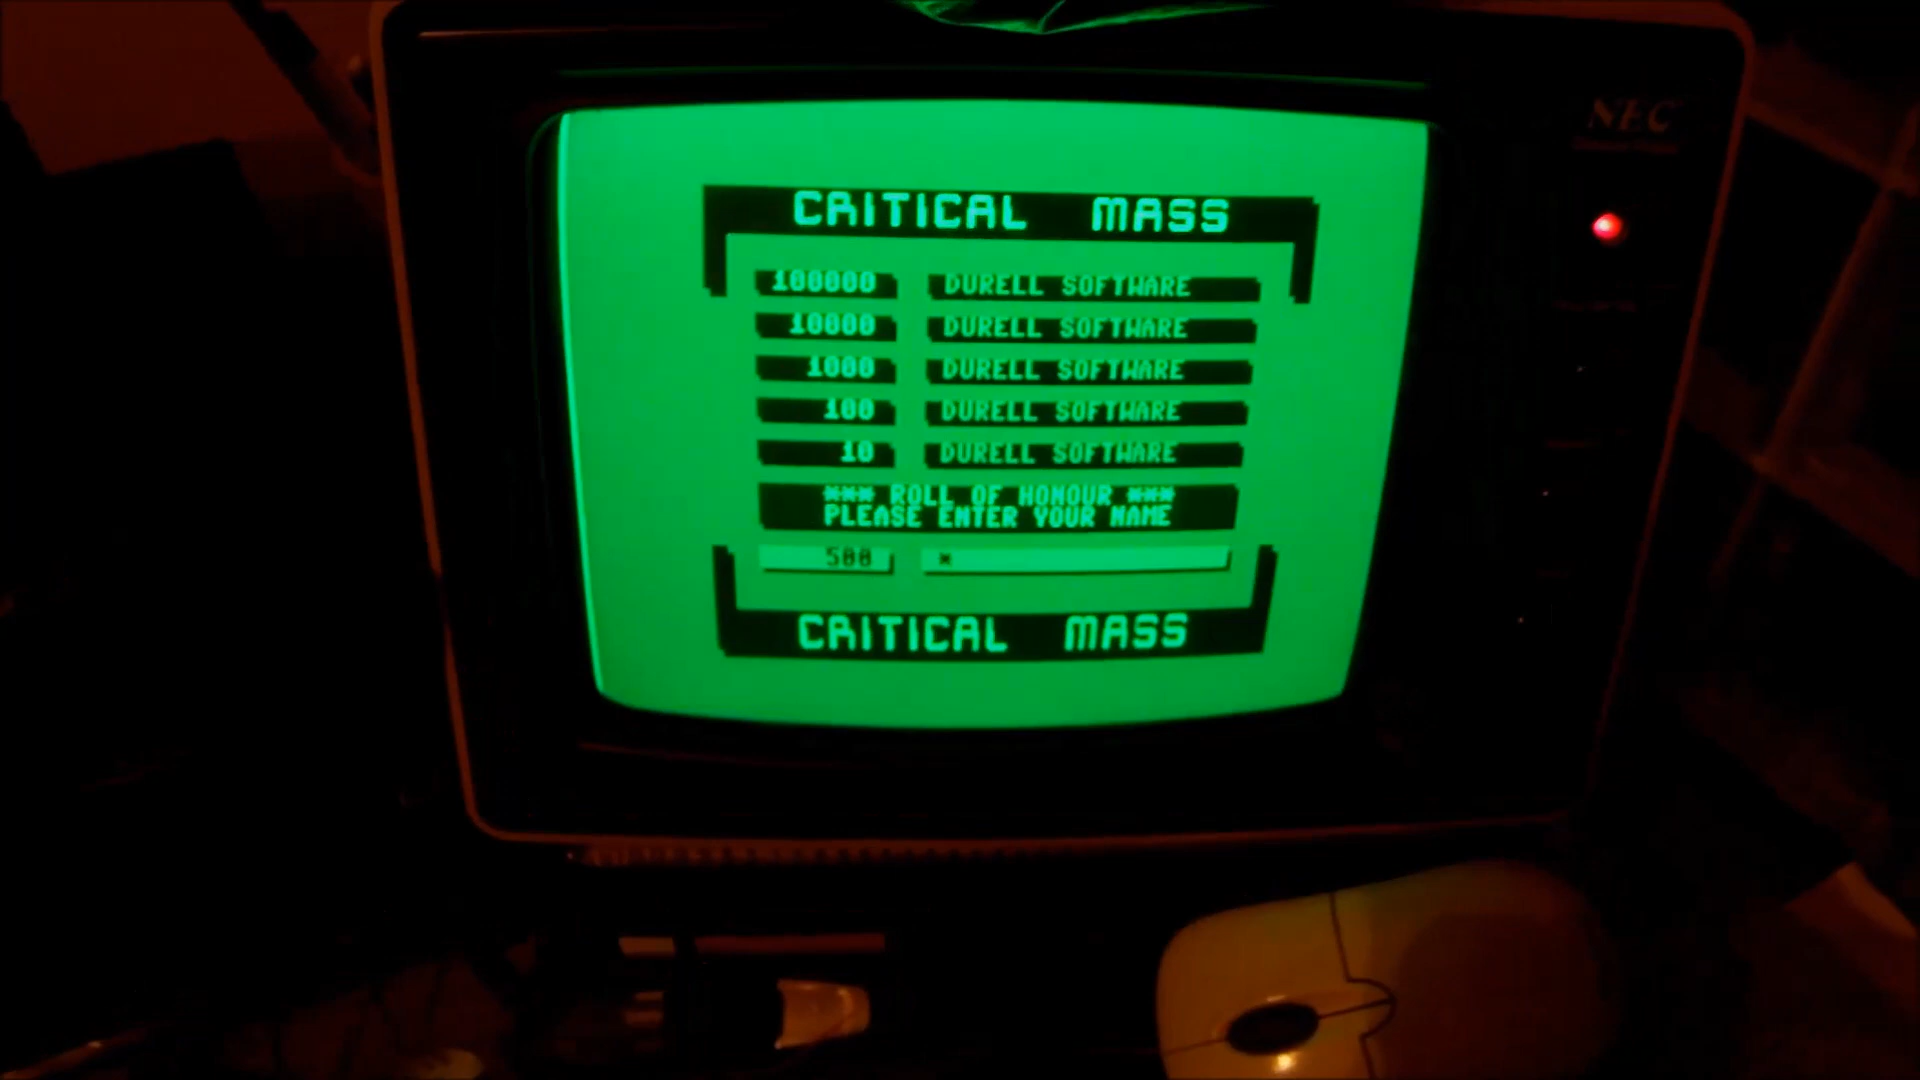 NEC
CRITICAL MASS
100000 DURELL SOFTWARE
10000 DURELL SOFTWARE
1000 DURELL SOFTWARE
100 DURELL SOFTWARE
10 DURELL SOFTWARE
*** ROLL OF HONOUR ***
PLEASE ENTER YOUR NAME
500 *
CRITICAL MASS